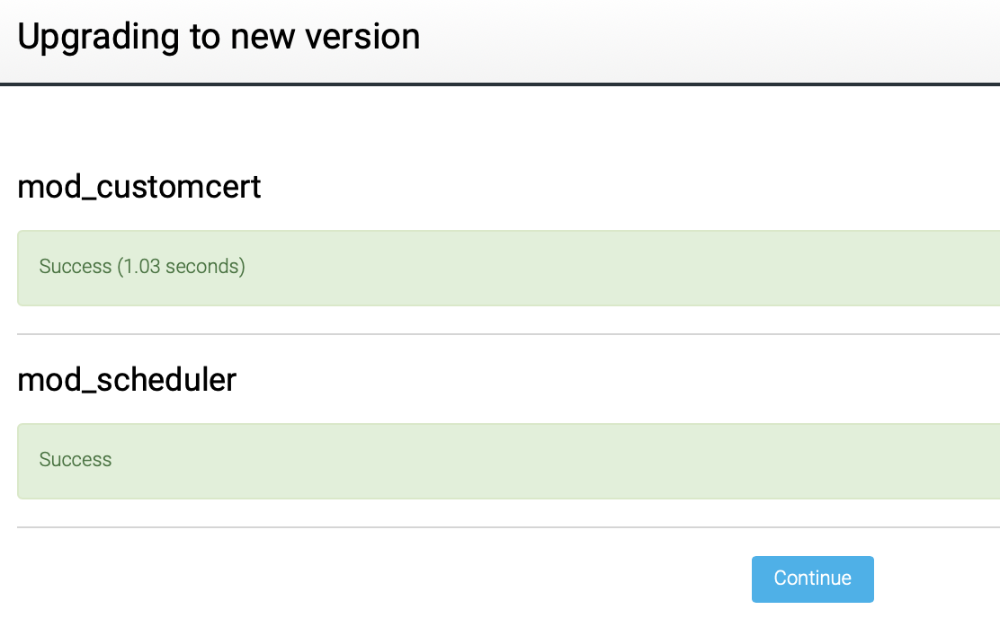 Upgrading to new version
mod_customcert
Success (1.03 seconds)
mod_scheduler
Success
Continue